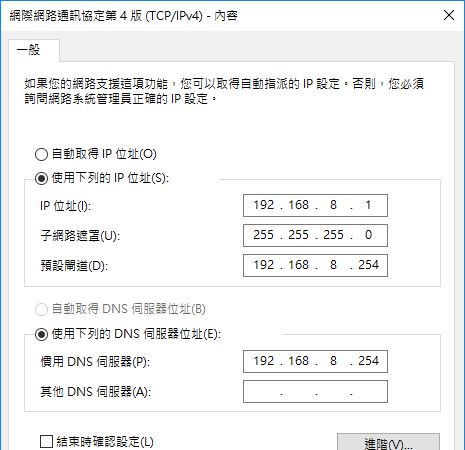 網際網路通訊協定第 4 版 (TCP/IPv4) - 內容
一般
如果您的網路支援這項功能，您可以取得自動指派的 IP 設定。否則，您必須
詢問網路系統管理員正確的 IP 設定。
自動取得 IP 位址(O)
使用下列的 IP 位址(S):
IP 位址(I): 192 . 168 . 8 . 1
子網路遮罩(U): 255 . 255 . 255 . 0
預設閘道(D): 192 . 168 . 8 . 254
自動取得 DNS 伺服器位址(B)
使用下列的 DNS 伺服器位址(E):
慣用 DNS 伺服器(P): 192 . 168 . 8 . 254
其他 DNS 伺服器(A): . . .
結束時確認設定(L)
進階(V)...